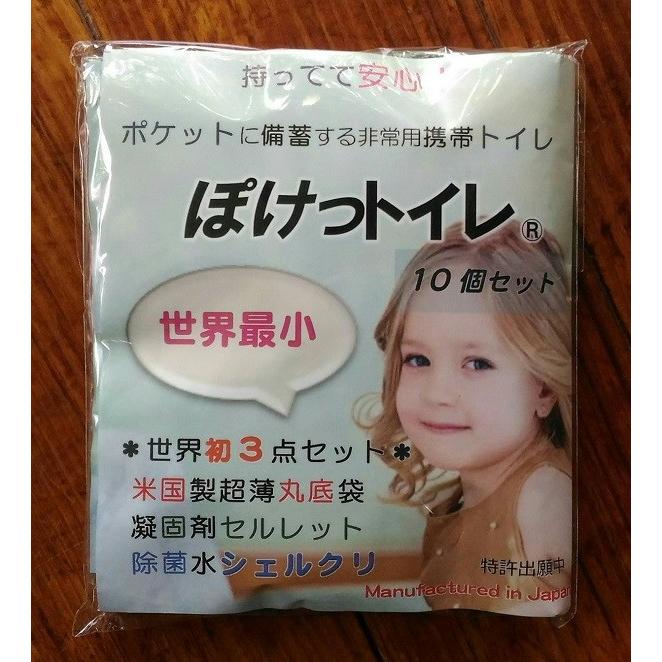 持ってて安心！
ポケットに備蓄する非常用携帯トイレ
ぽけっトイレ®
10個セット
世界最小
*世界初3点セット*
米国製超薄丸底袋
凝固剤セルレット
除菌水シェルクリ
特許出願中
Manufactured in Japan